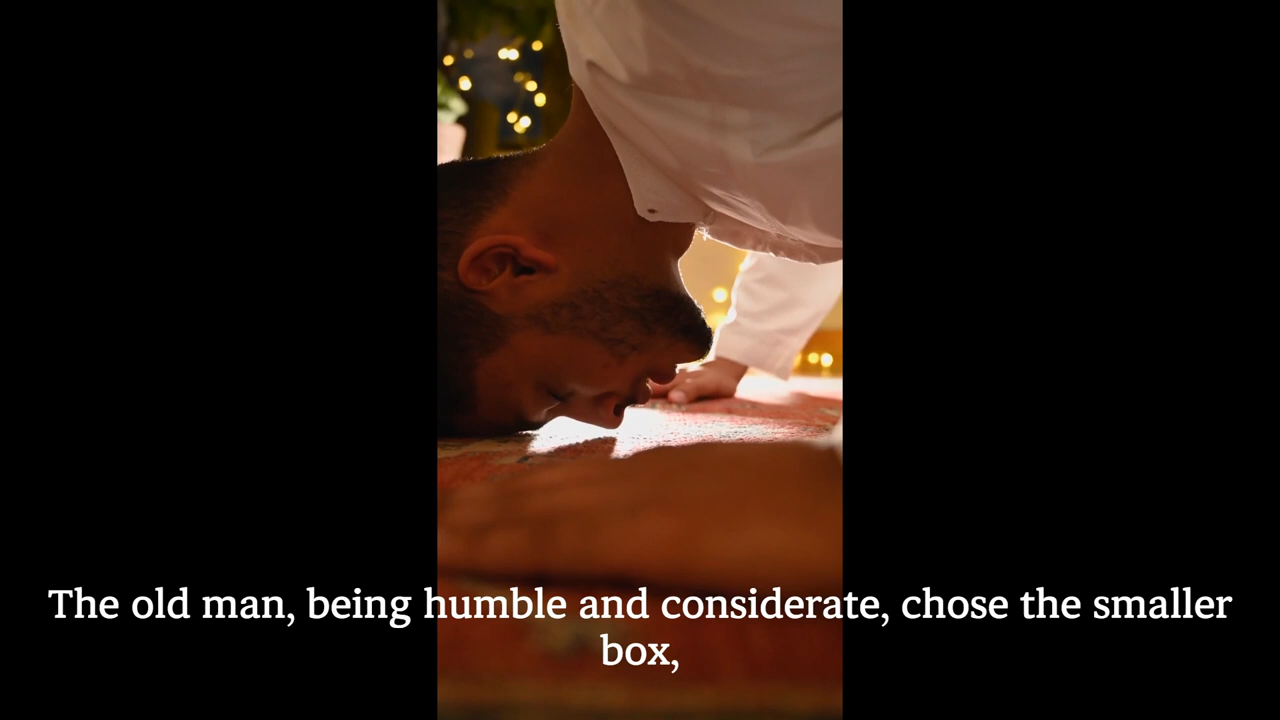 The old man, being humble and considerate, chose the smaller
box,